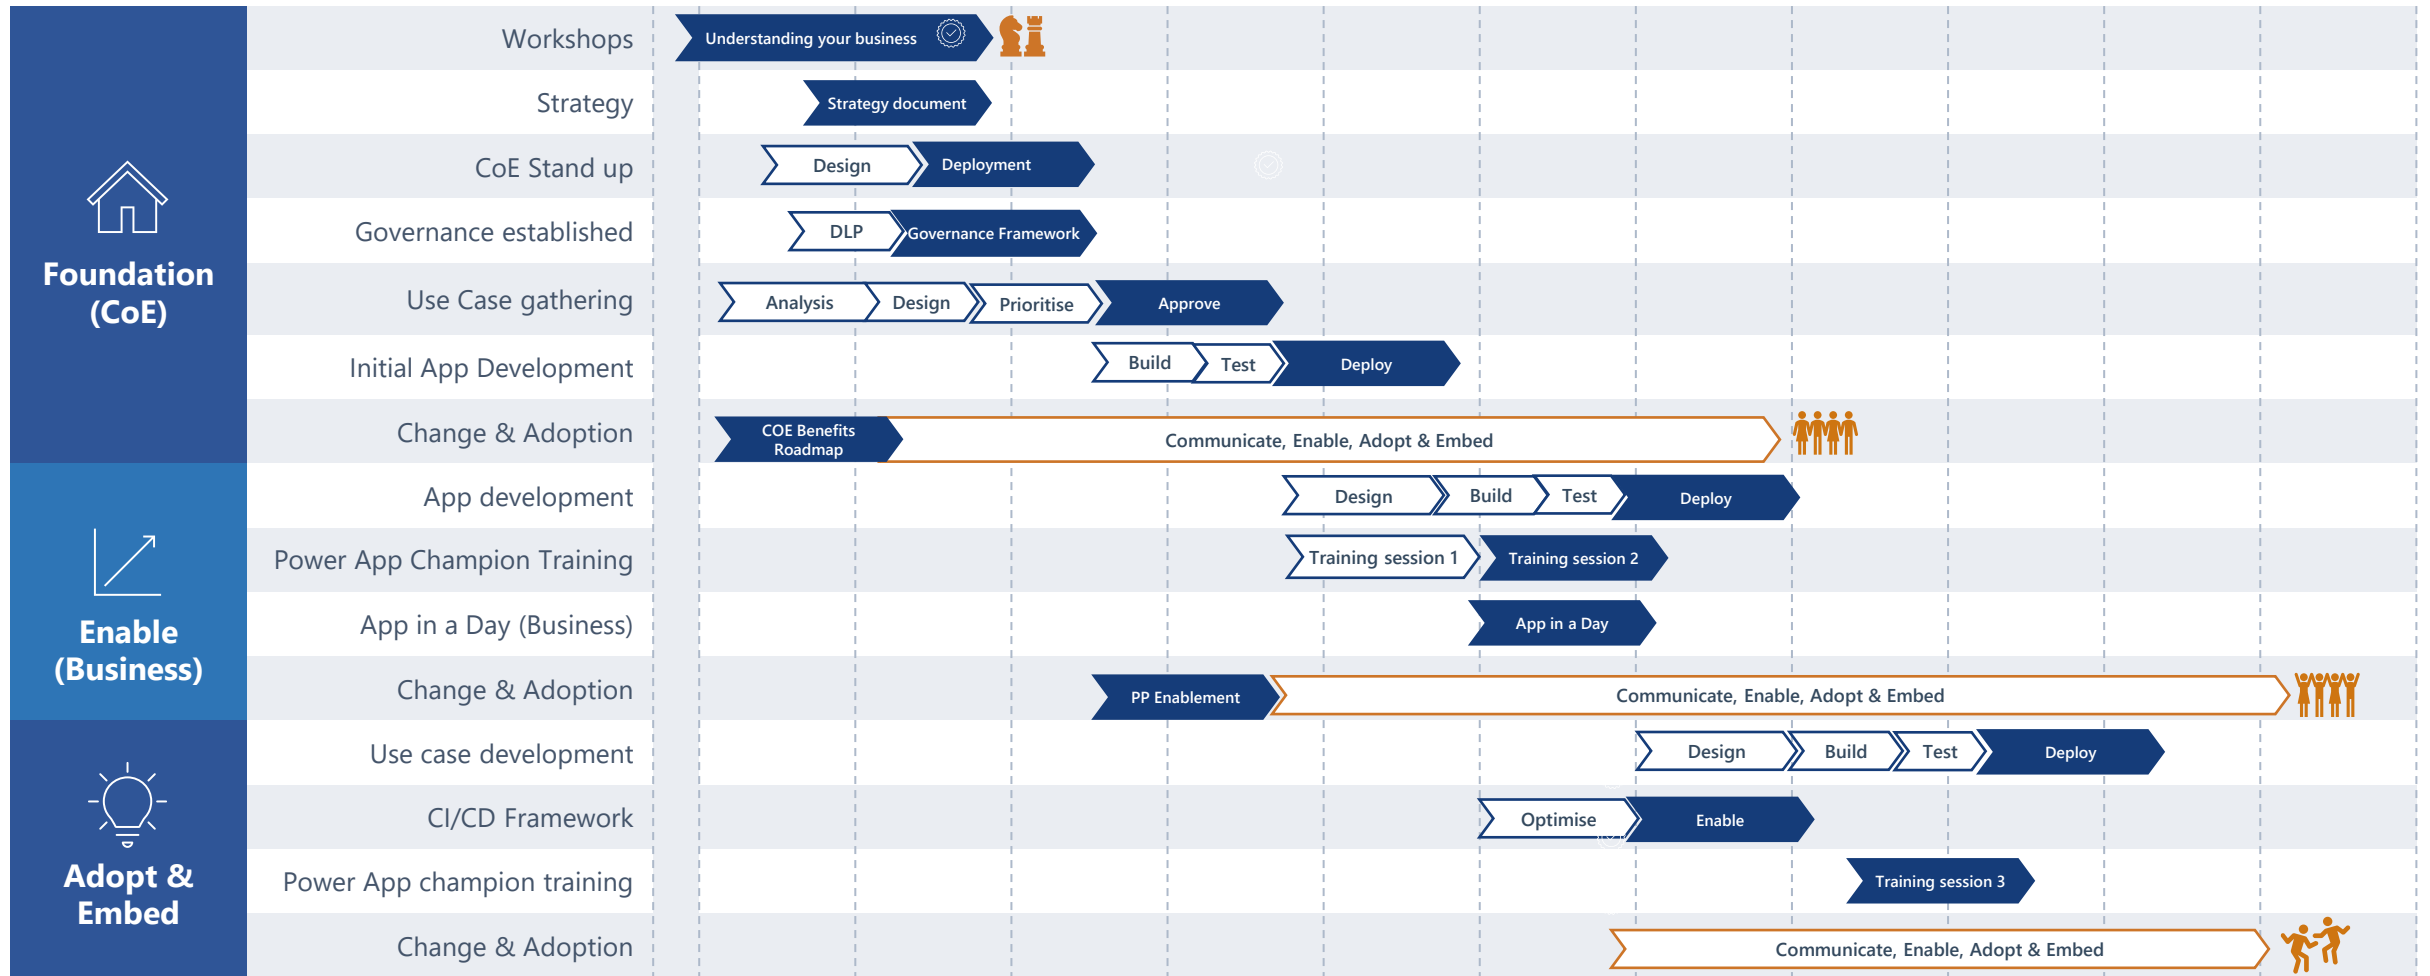 Workshops
Understanding your business
Strategy
Strategy document
CoE Stand up
Design
Deployment
Governance established
DLP
Governance Framework
Foundation
(CoE)
Use Case gathering
Analysis
Design
Prioritise
Approve
Initial App Development
Build
Test
Deploy
Change & Adoption
COE Benefits
Roadmap
Communicate, Enable, Adopt & Embed
App development
Design
Build
Test
Deploy
Power App Champion Training
Training session 1
Training session 2
Enable
(Business)
App in a Day (Business)
App in a Day
Change & Adoption
PP Enablement
Communicate, Enable, Adopt & Embed
Use case development
Design
Build
Test
Deploy
CI/CD Framework
Optimise
Enable
Adopt &
Embed
Power App champion training
Training session 3
Change & Adoption
Communicate, Enable, Adopt & Embed